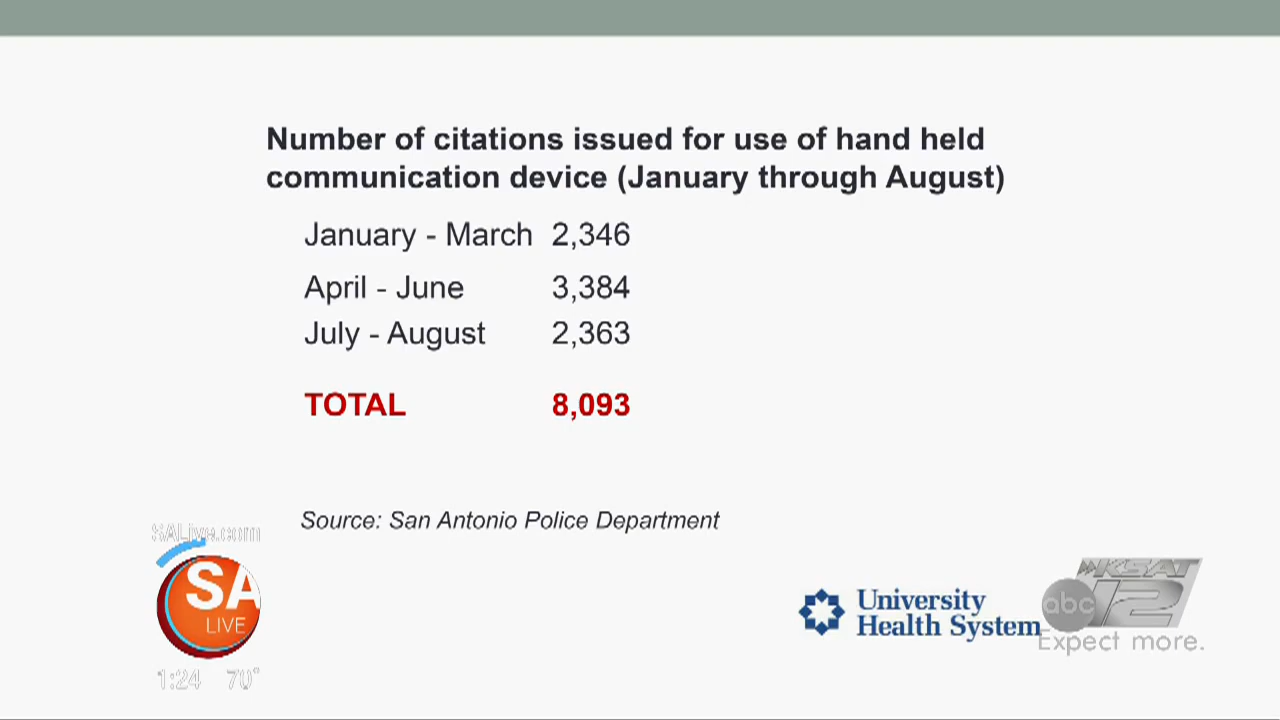 Number of citations issued for use of hand held
communication device (January through August)
January - March 2,346
April - June 3,384
July - August 2,363
TOTAL 8,093
Source: San Antonio Police Department
SALive.com
SA
LIVE
1:24 70°
University
Health System
KSAT
abc 12
Expect more.